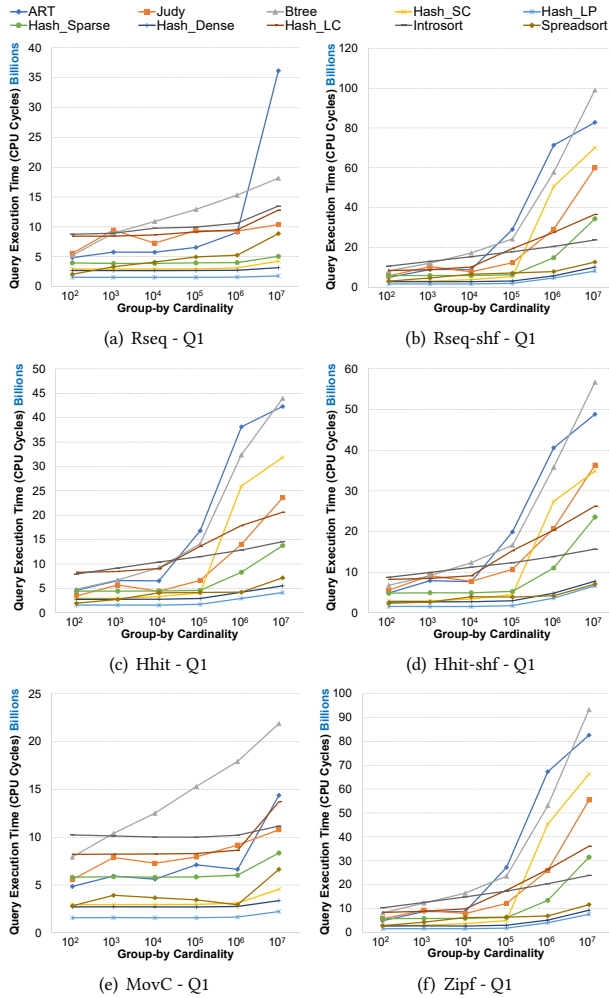 ART Judy Btree Hash_SC Hash_LP
Hash_Sparse Hash_Dense Hash_LC Introsort Spreadsort
Query Execution Time (CPU Cycles) Billions
40
35
30
25
20
15
10
5
0
10² 10³ 10⁴ 10⁵ 10⁶ 10⁷
Group-by Cardinality
(a) Rseq - Q1
Query Execution Time (CPU Cycles) Billions
120
100
80
60
40
20
0
10² 10³ 10⁴ 10⁵ 10⁶ 10⁷
Group-by Cardinality
(b) Rseq-shf - Q1
Query Execution Time (CPU Cycles) Billions
50
45
40
35
30
25
20
15
10
5
0
10² 10³ 10⁴ 10⁵ 10⁶ 10⁷
Group-by Cardinality
(c) Hhit - Q1
Query Execution Time (CPU Cycles) Billions
60
50
40
30
20
10
0
10² 10³ 10⁴ 10⁵ 10⁶ 10⁷
Group-by Cardinality
(d) Hhit-shf - Q1
Query Execution Time (CPU Cycles) Billions
25
20
15
10
5
0
10² 10³ 10⁴ 10⁵ 10⁶ 10⁷
Group-by Cardinality
(e) MovC - Q1
Query Execution Time (CPU Cycles) Billions
100
90
80
70
60
50
40
30
20
10
0
10² 10³ 10⁴ 10⁵ 10⁶ 10⁷
Group-by Cardinality
(f) Zipf - Q1